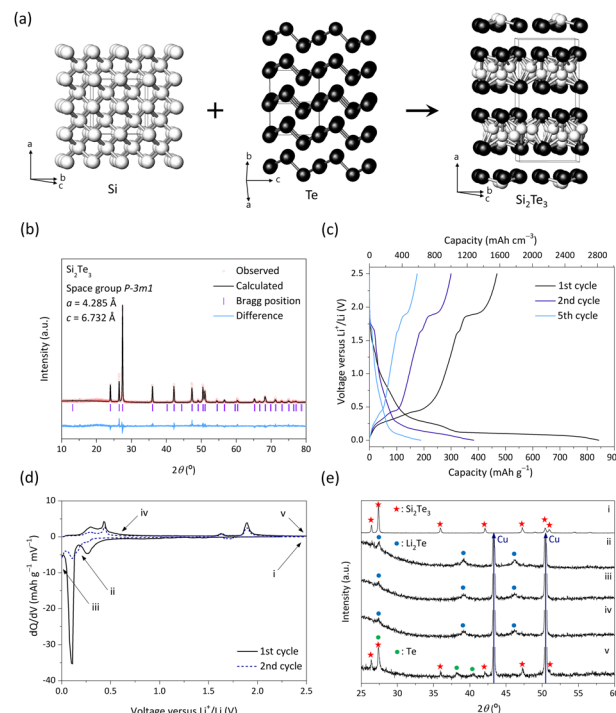 (a)
a
b
c
Si
+
b
c
a
Te
a
b
c
Si₂Te₃
(b)
Si₂Te₃
Space group P-3m1
a = 4.285 Å
c = 6.732 Å
Observed
Calculated
Bragg position
Difference
Intensity (a.u.)
10 20 30 40 50 60 70 80
2θ (º)
(c)
Capacity (mAh cm⁻³)
0 400 800 1200 1600 2000 2400 2800
1st cycle
2nd cycle
5th cycle
Voltage versus Li⁺/Li (V)
2.5
2.0
1.5
1.0
0.5
0.0
0 100 200 300 400 500 600 700 800 900
Capacity (mAh g⁻¹)
(d)
dQ/dV (mAh g⁻¹ mV⁻¹)
5
0
-5
-10
-15
-20
-25
-30
-35
-40
iv
v
i
ii
iii
1st cycle
2nd cycle
0.0 0.5 1.0 1.5 2.0 2.5
Voltage versus Li⁺/Li (V)
(e)
Intensity (a.u.)
★: Si₂Te₃
i
Cu
Cu
●: Li₂Te
ii
iii
iv
●: Te
v
25 30 35 40 45 50 55 60
2θ (º)